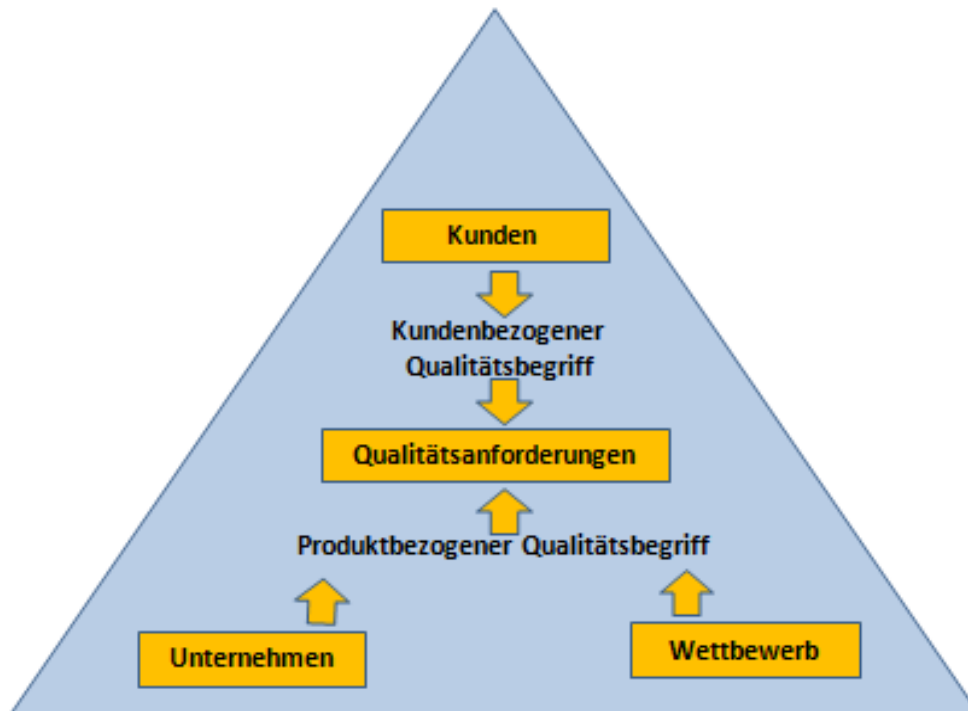 Kunden
Kundenbezogener
Qualitätsbegriff
Qualitätsanforderungen
Produktbezogener Qualitätsbegriff
Unternehmen
Wettbewerb